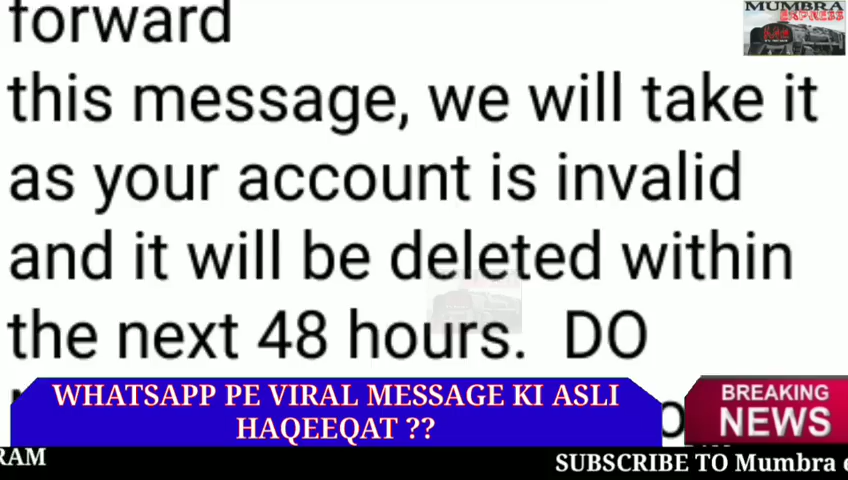 MUMBRA
EXPRESS
forward
this message, we will take it
as your account is invalid
and it will be deleted within
the next 48 hours. DO
WHATSAPP PE VIRAL MESSAGE KI ASLI
HAQEEQAT ??
BREAKING
NEWS
RAM
SUBSCRIBE TO Mumbra e